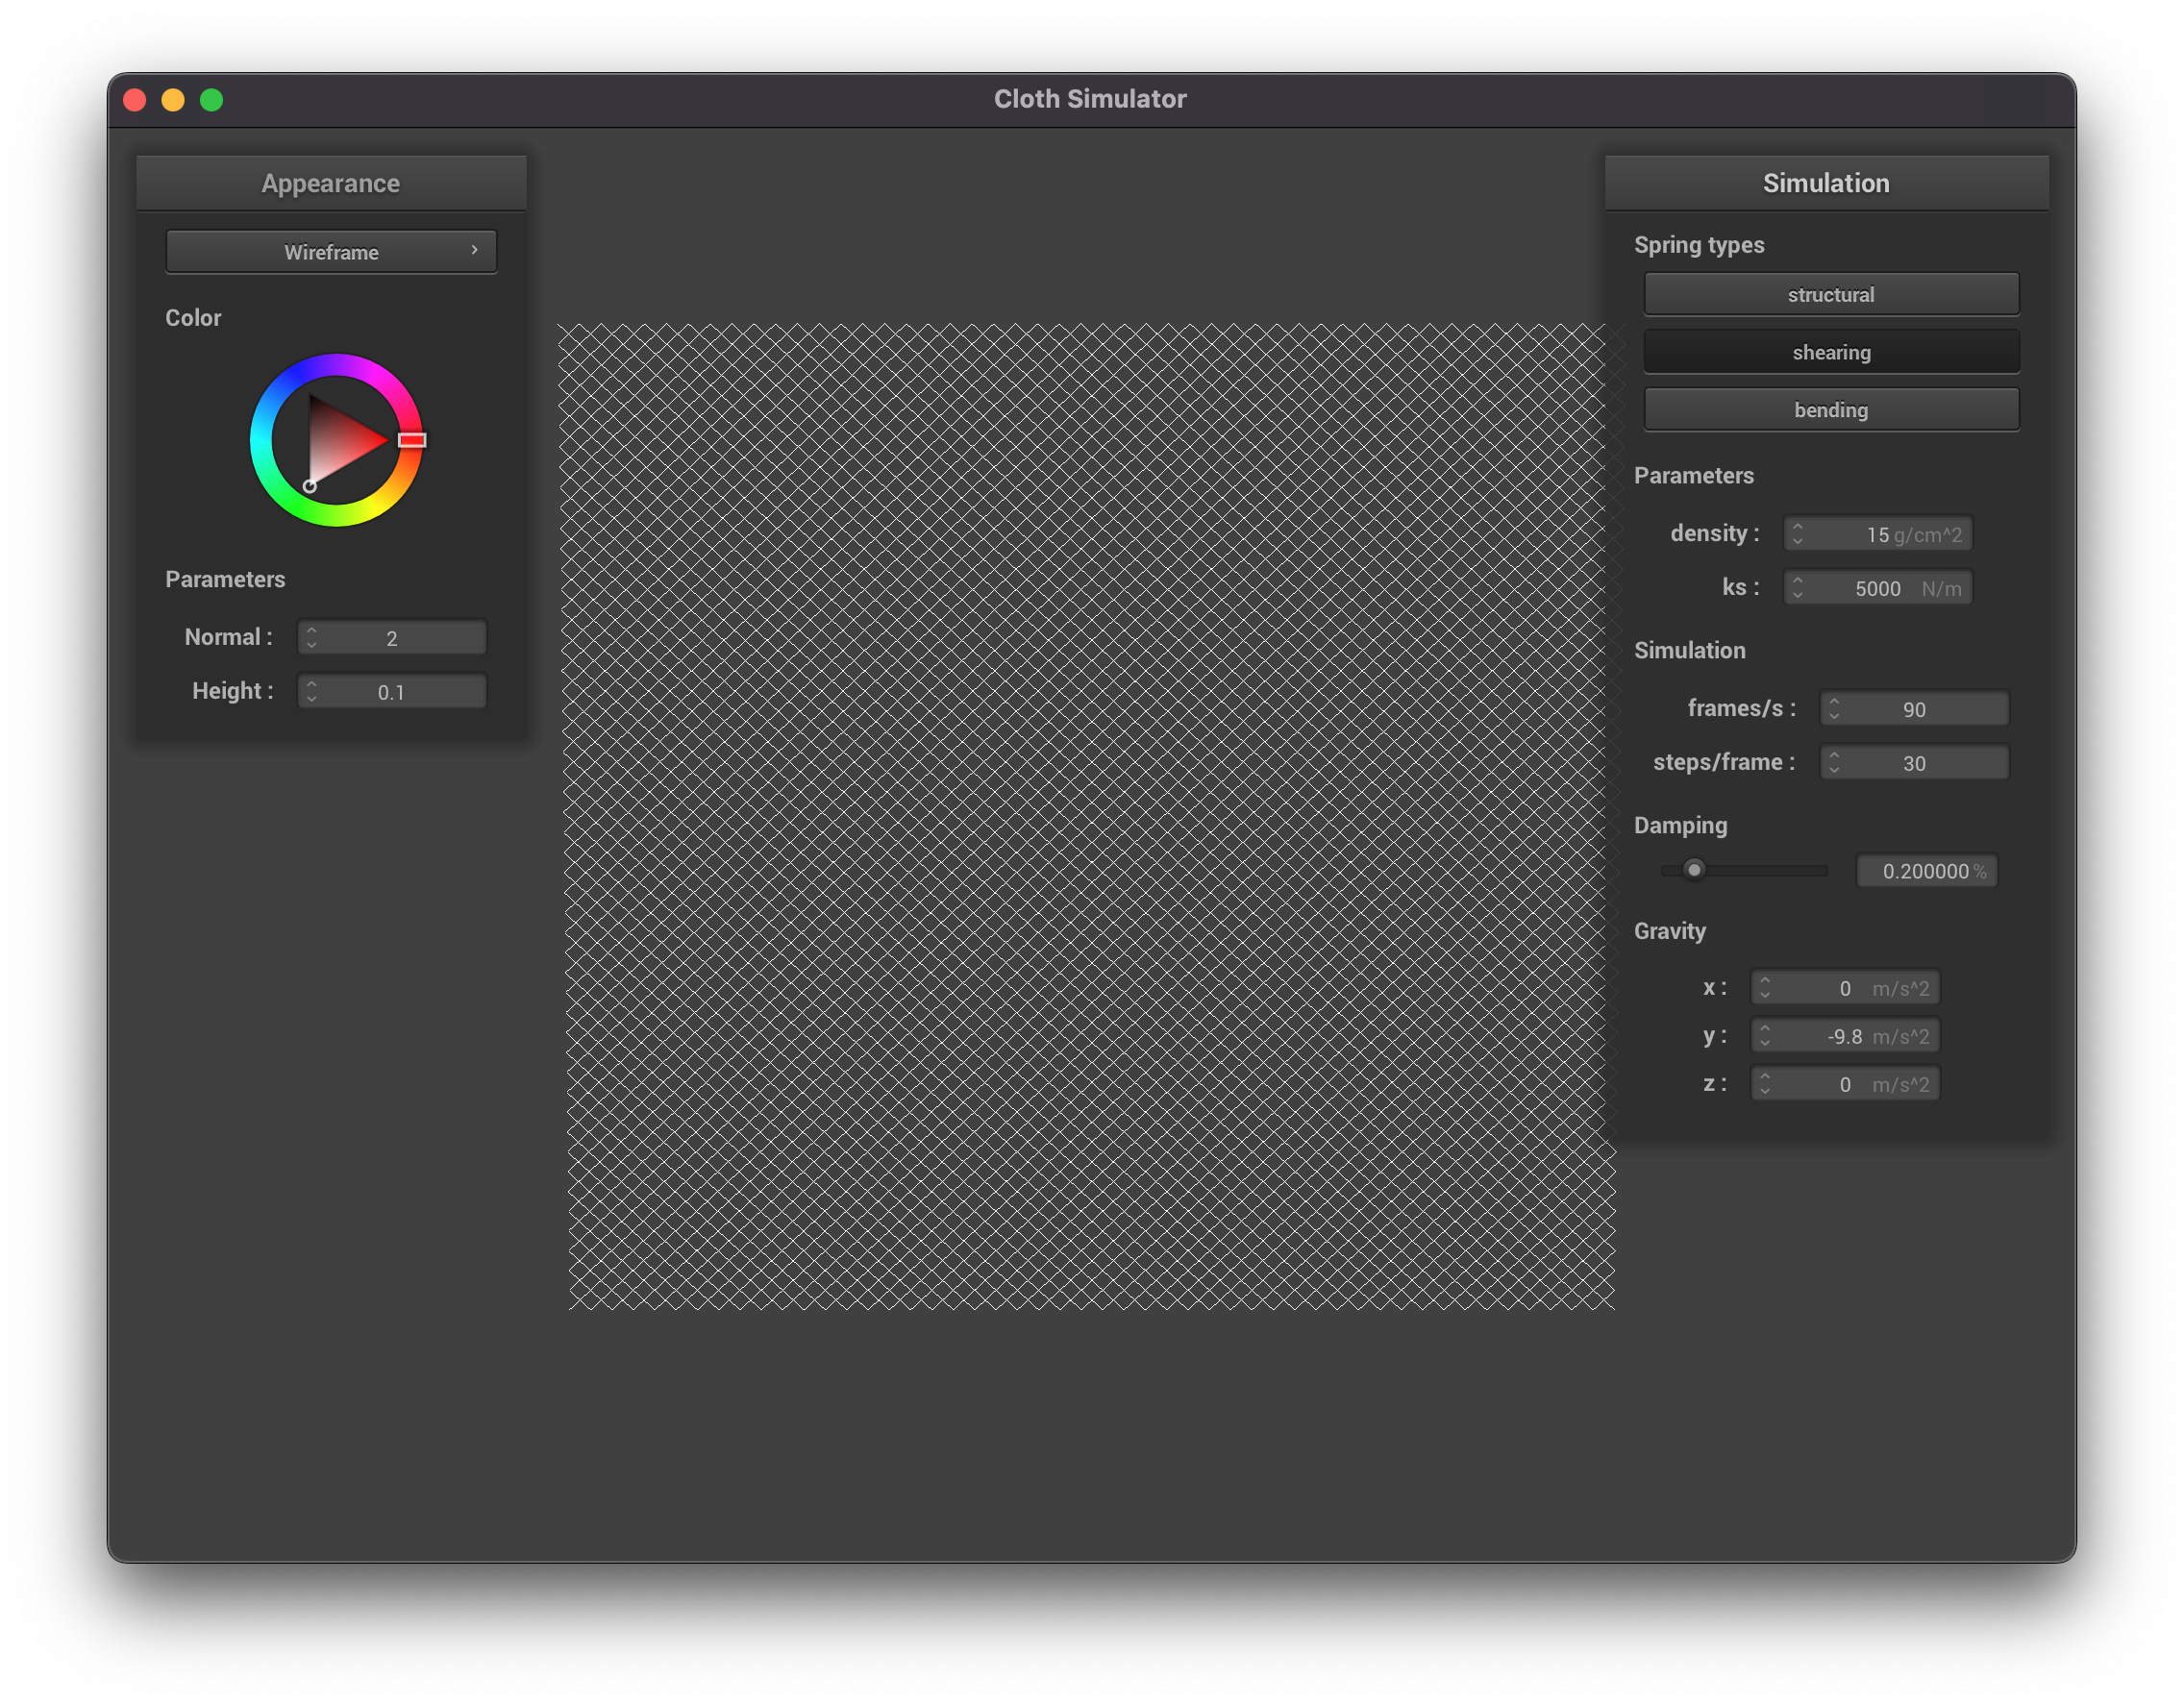 Cloth Simulator
Appearance
Wireframe
Color
Parameters
Normal : 2
Height : 0.1
Simulation
Spring types
structural
shearing
bending
Parameters
density : 15 g/cm^2
ks : 5000 N/m
Simulation
frames/s : 90
steps/frame : 30
Damping
0.200000 %
Gravity
x : 0 m/s^2
y : -9.8 m/s^2
z : 0 m/s^2